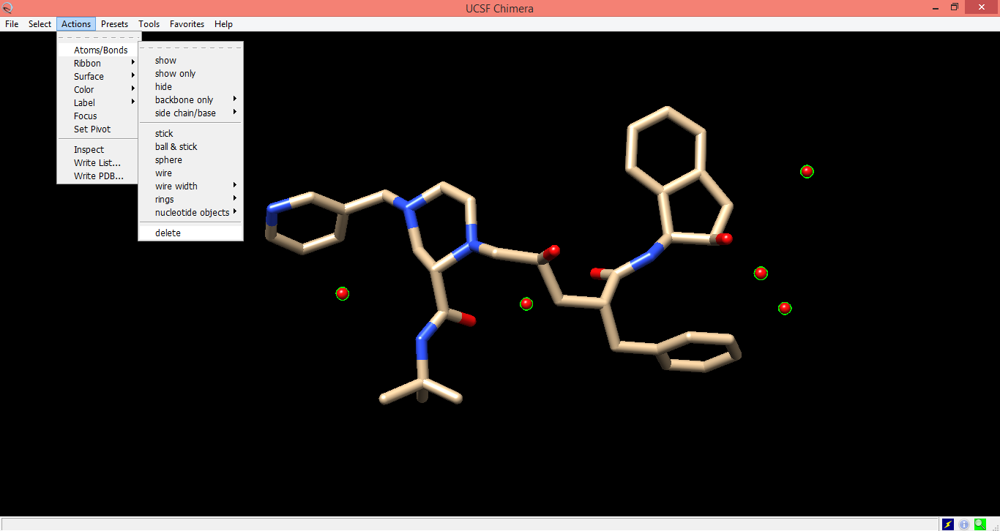 UCSF Chimera
File Select Actions Presets Tools Favorites Help
Atoms/Bonds
Ribbon
Surface
Color
Label
Focus
Set Pivot
Inspect
Write List...
Write PDB...
show
show only
hide
backbone only
side chain/base
stick
ball & stick
sphere
wire
wire width
rings
nucleotide objects
delete